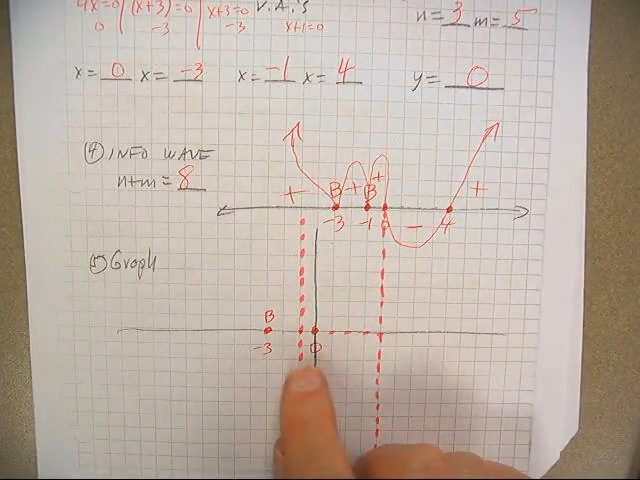 4x=0 (x+3)=0 x+3=0 V.A.'s n=3 m=5
0 -3 -3 x+1=0
x=0 x=-3 x=-1 x=4 y=0
④ INFO WAVE
n+m=8
+ B + B + - +
-3 -1 0 4
⑤ Graph
B
-3 0